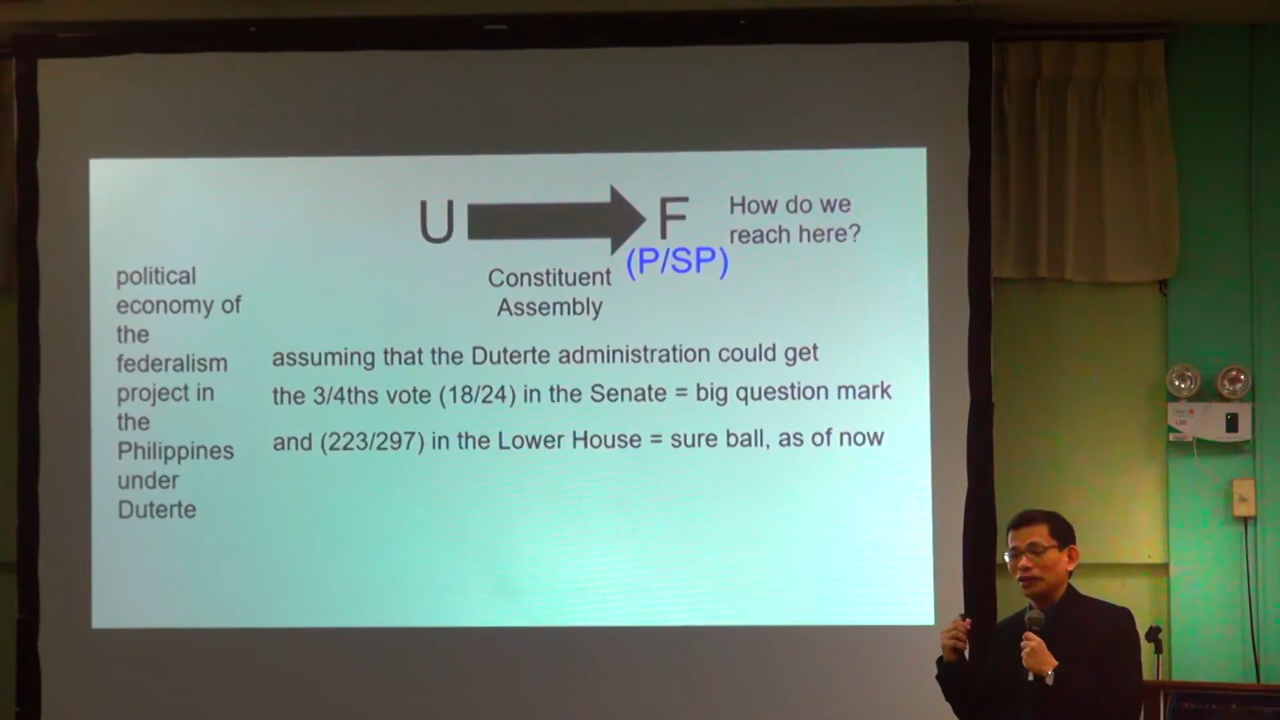 U F How do we
reach here?
(P/SP)
Constituent
Assembly
political
economy of
the
federalism
project in
the
Philippines
under
Duterte
assuming that the Duterte administration could get
the 3/4ths vote (18/24) in the Senate = big question mark
and (223/297) in the Lower House = sure ball, as of now